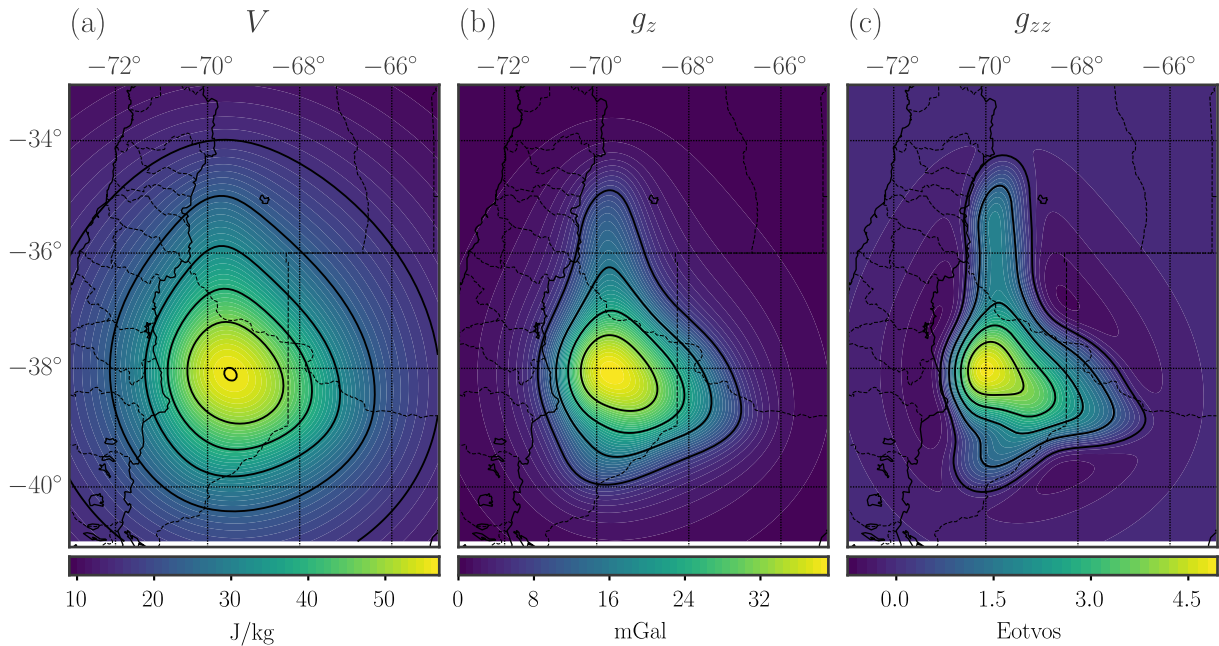 (a) V (b) g_z (c) g_zz
−72° −70° −68° −66° −72° −70° −68° −66° −72° −70° −68° −66°
−34°
−36°
−38°
−40°
10 20 30 40 50 0 8 16 24 32 0.0 1.5 3.0 4.5
J/kg mGal Eotvos